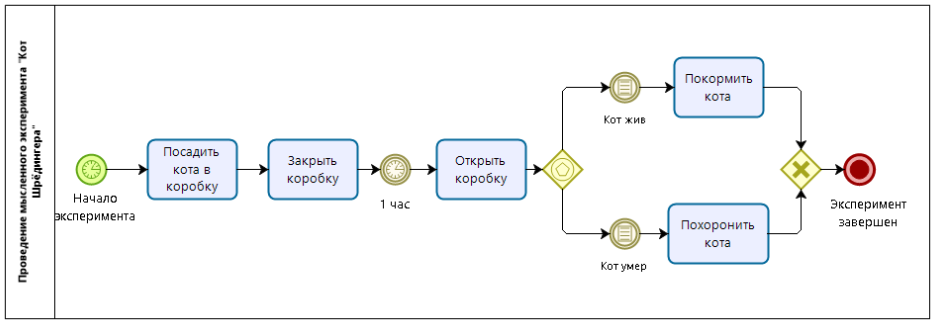 Проведение мысленного эксперимента "Кот
Шрёдингера"
Начало
эксперимента
Посадить
кота в
коробку
Закрыть
коробку
1 час
Открыть
коробку
Кот жив
Покормить
кота
Кот умер
Похоронить
кота
Эксперимент
завершен